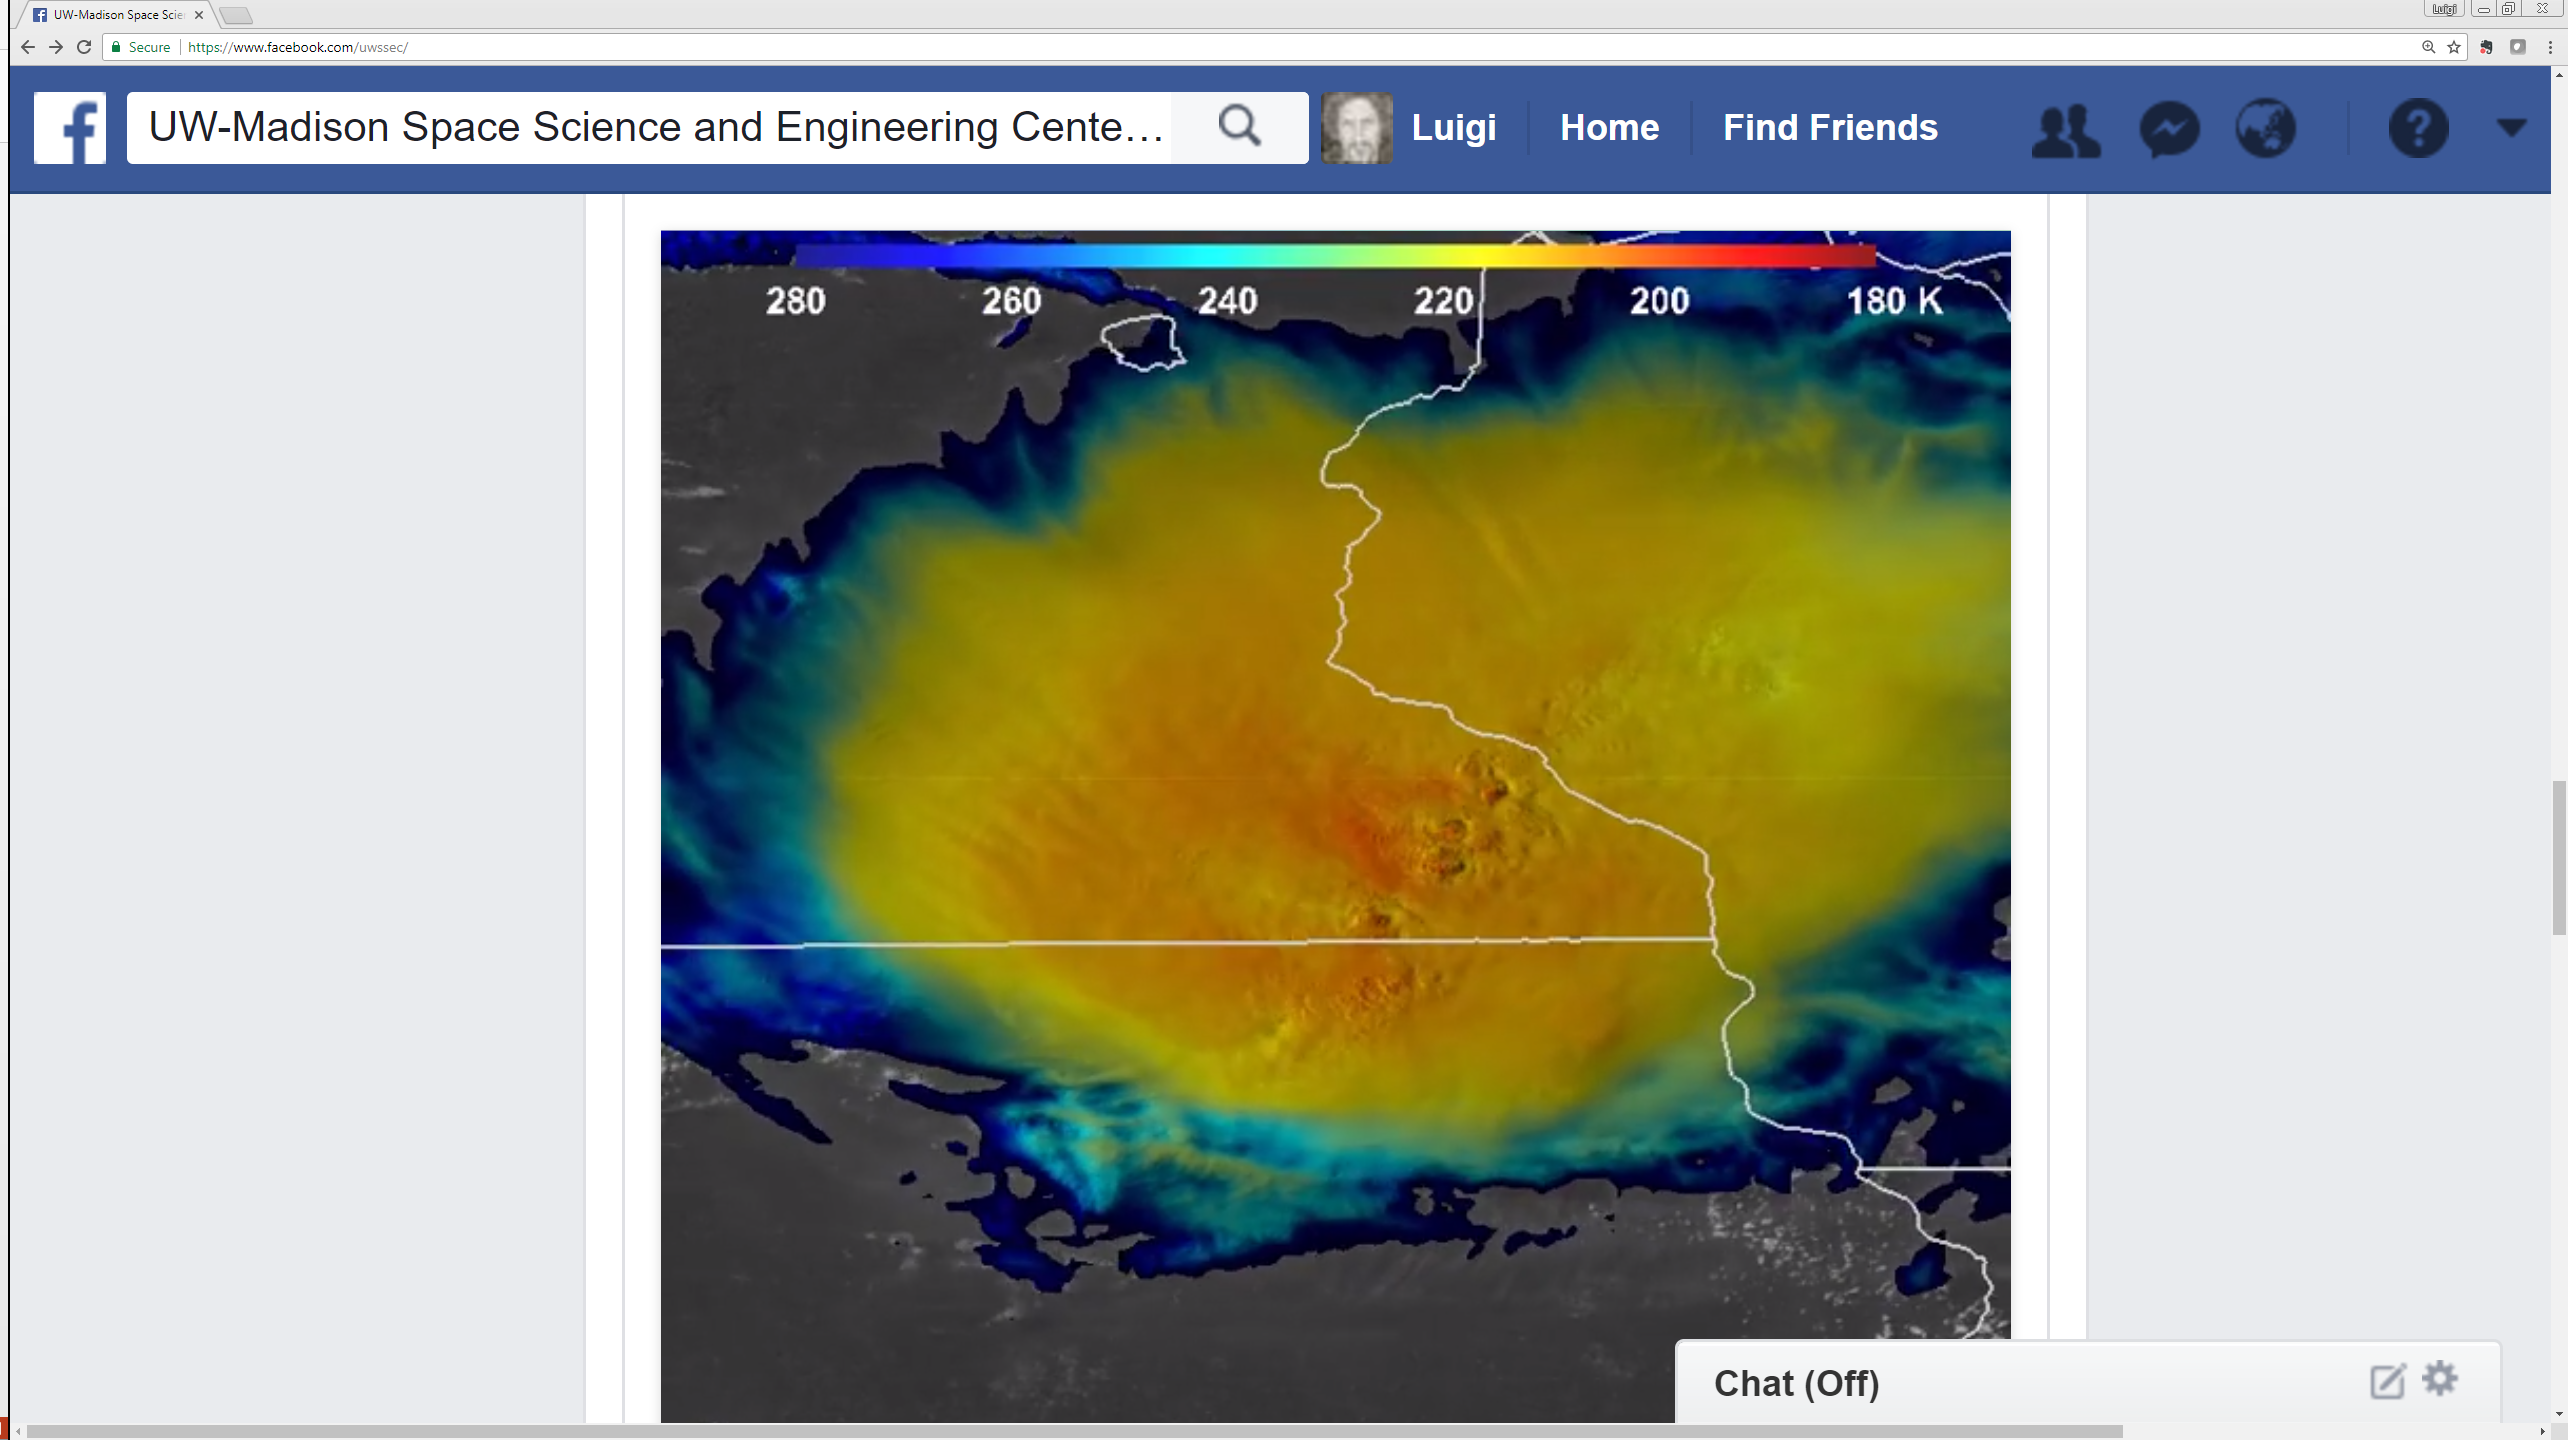 UW-Madison Space Scie
Luigi
Secure https://www.facebook.com/uwssec/
f UW-Madison Space Science and Engineering Cente… Luigi Home Find Friends
280 260 240 220 200 180 K
Chat (Off)